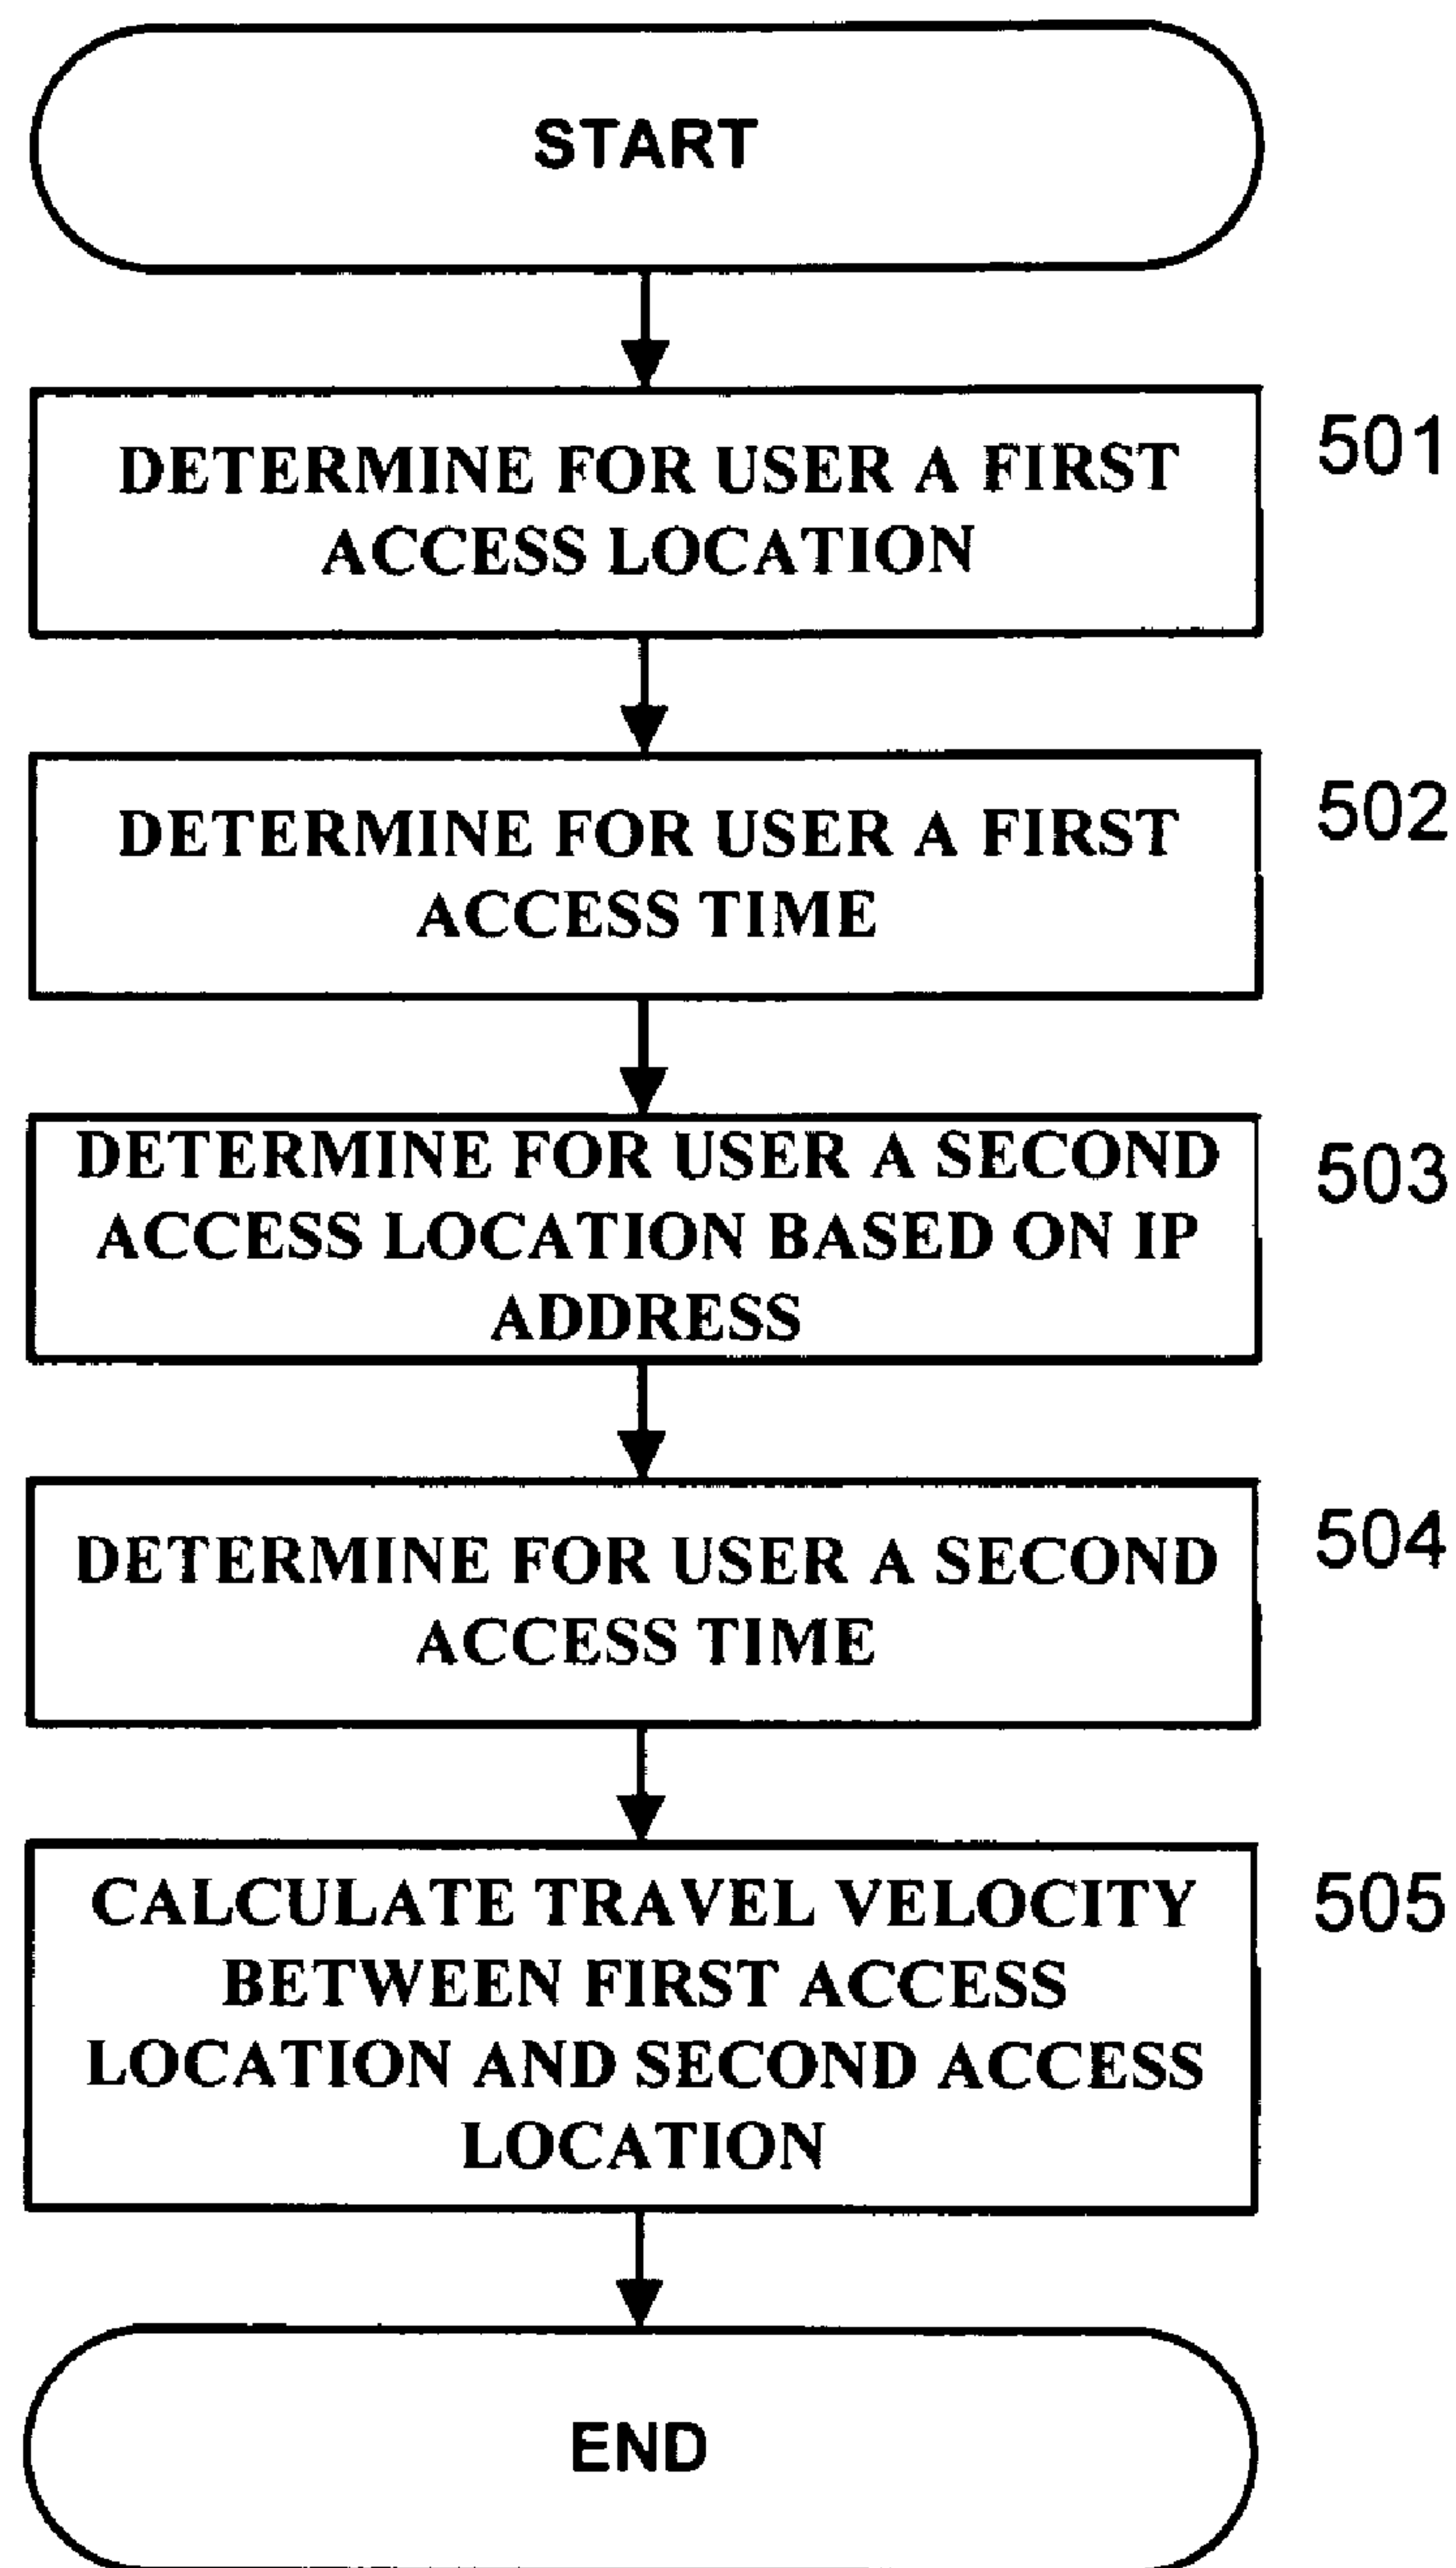 START
DETERMINE FOR USER A FIRST
ACCESS LOCATION
501
DETERMINE FOR USER A FIRST
ACCESS TIME
502
DETERMINE FOR USER A SECOND
ACCESS LOCATION BASED ON IP
ADDRESS
503
DETERMINE FOR USER A SECOND
ACCESS TIME
504
CALCULATE TRAVEL VELOCITY
BETWEEN FIRST ACCESS
LOCATION AND SECOND ACCESS
LOCATION
505
END